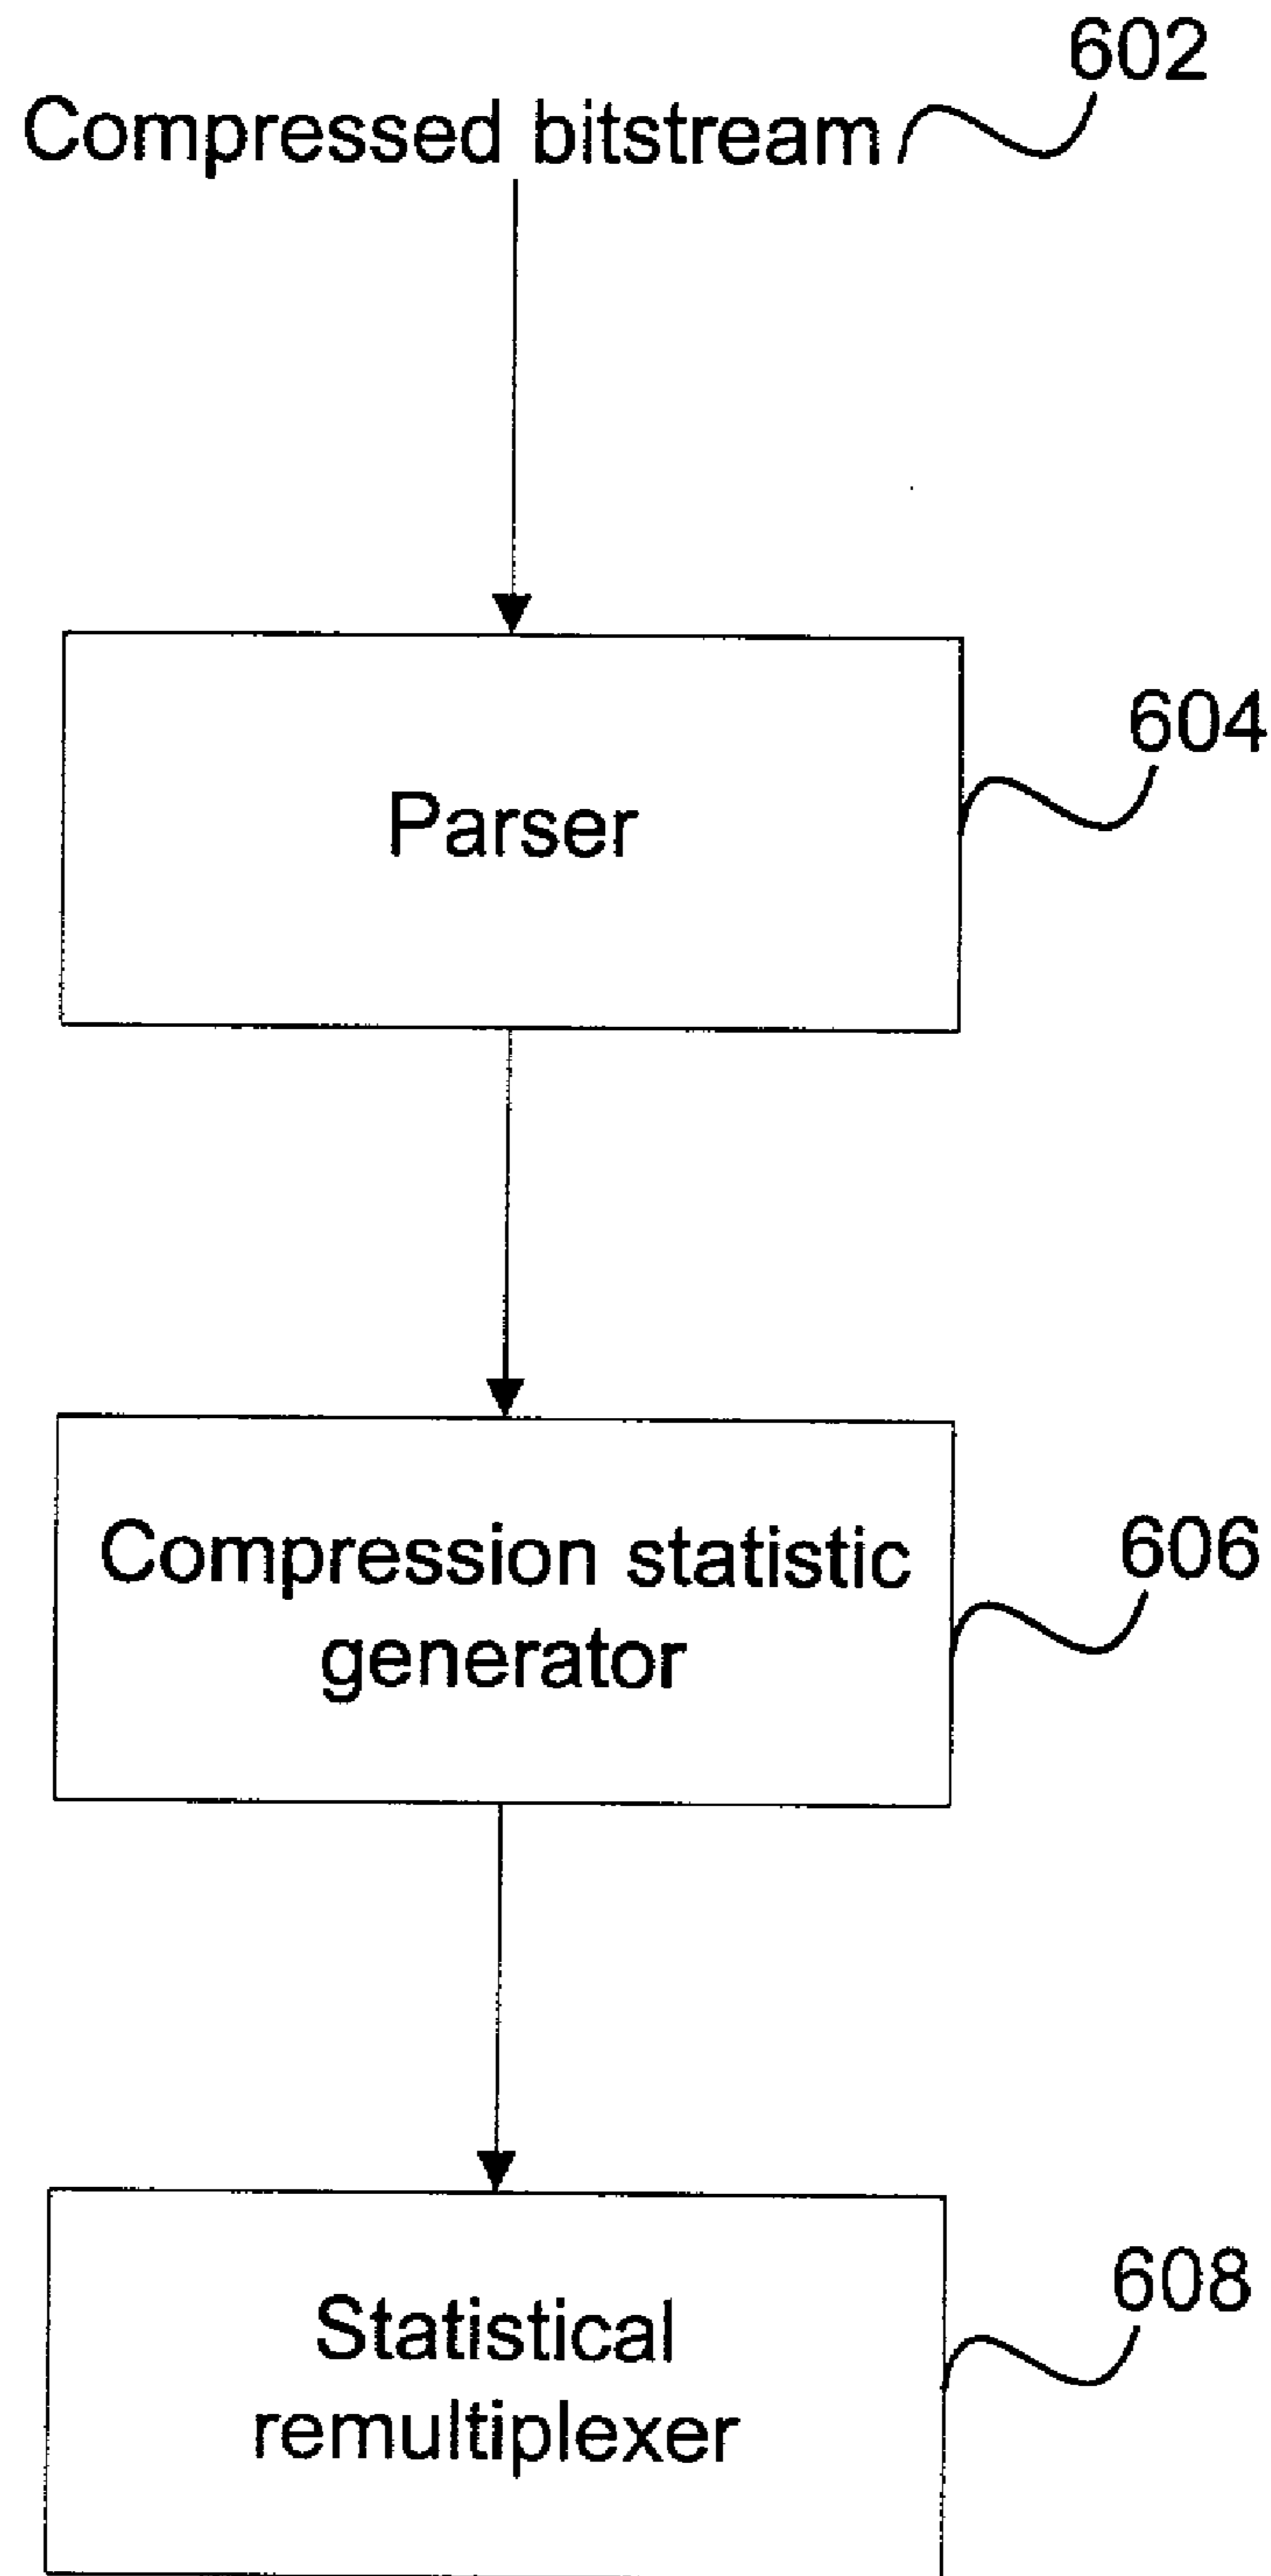 602
Compressed bitstream
604
Parser
606
Compression statistic
generator
608
Statistical
remultiplexer